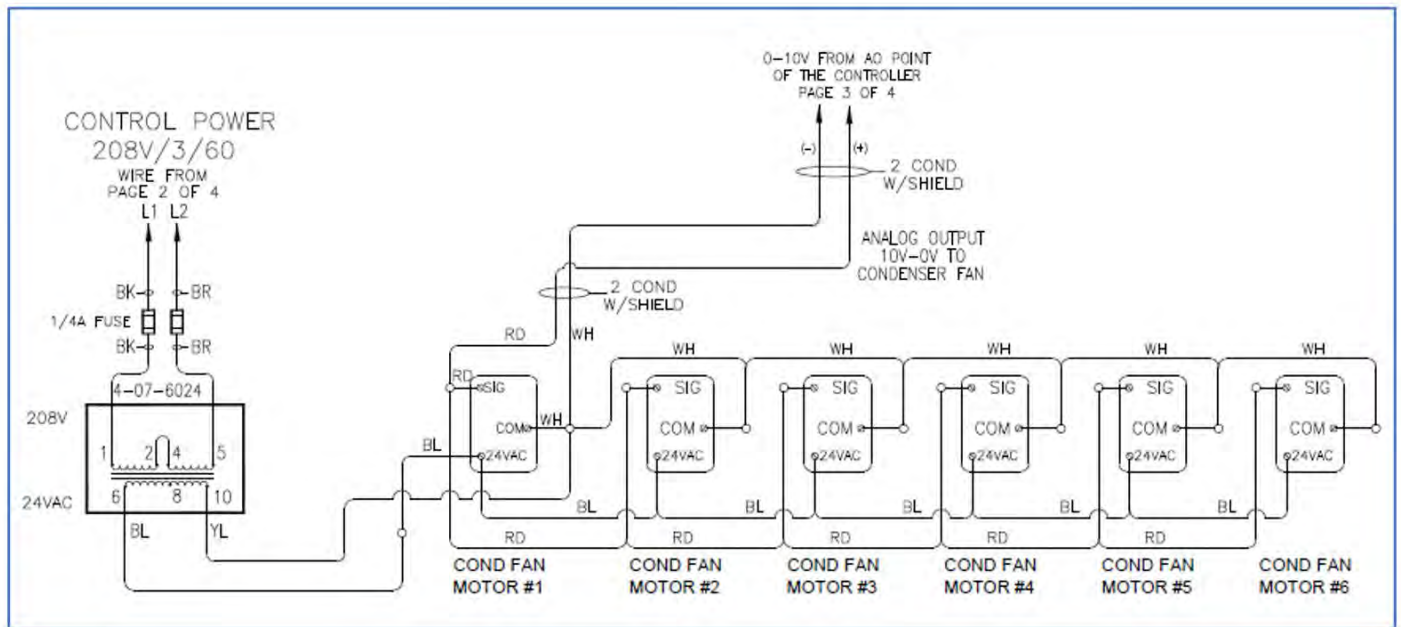 0-10V FROM AO POINT
OF THE CONTROLLER
PAGE 3 OF 4
(-) (+)
2 COND
W/SHIELD
CONTROL POWER
208V/3/60
WIRE FROM
PAGE 2 OF 4
L1 L2
ANALOG OUTPUT
10V-0V TO
CONDENSER FAN
BK BR
2 COND
W/SHIELD
1/4A FUSE
BK BR
RD WH
4-07-6024
208V
1 2 4 5
6 8 10
24VAC
BL YL
WH WH WH WH WH
RD
SIG SIG SIG SIG SIG SIG
WH
COM COM COM COM COM COM
BL
24VAC 24VAC 24VAC 24VAC 24VAC 24VAC
BL BL BL BL BL
RD RD RD RD RD
COND FAN
MOTOR #1
COND FAN
MOTOR #2
COND FAN
MOTOR #3
COND FAN
MOTOR #4
COND FAN
MOTOR #5
COND FAN
MOTOR #6